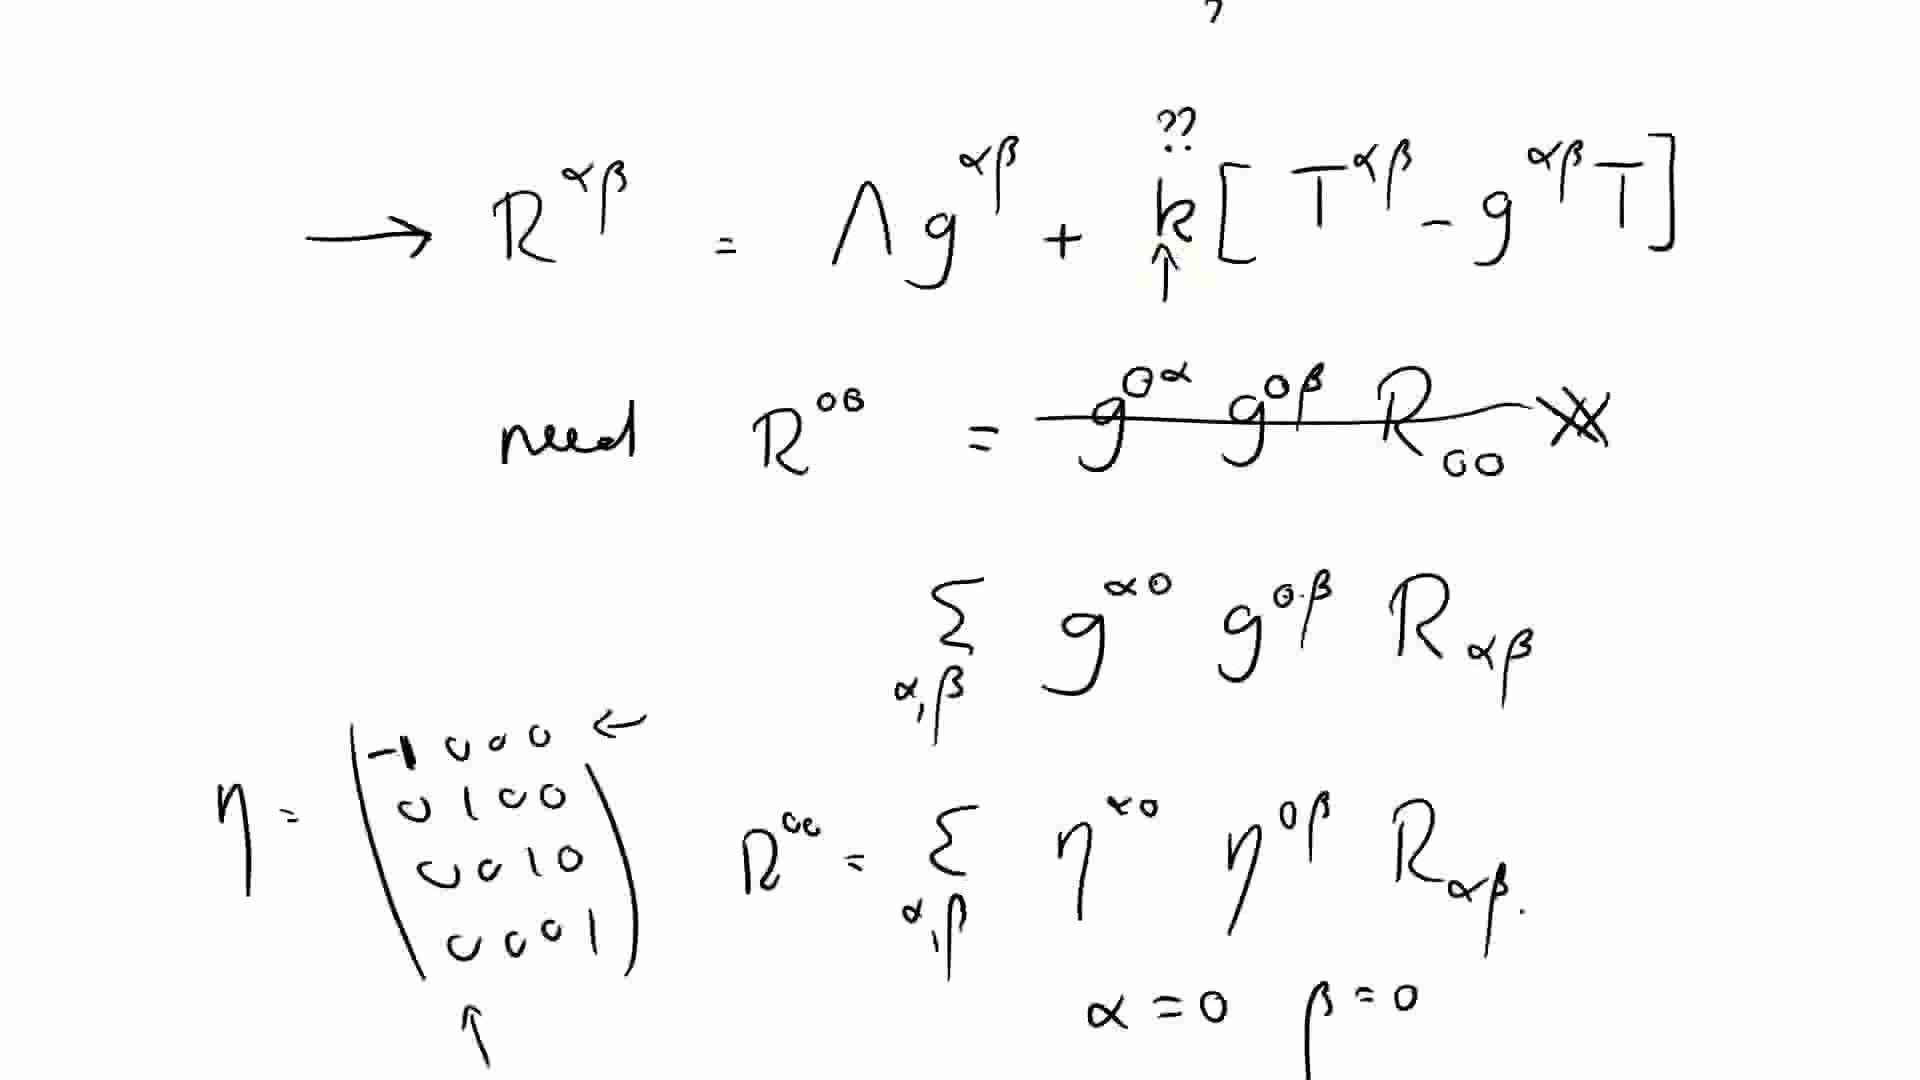 ??
→ R^{αβ} = Λg^{αβ} + k[T^{αβ} - g^{αβ}T]
↑
need R^{00} = ~~g^{0α} g^{0β} R_{00}~~
Σ_{α,β} g^{α0} g^{0β} R_{αβ}
η = (-1 0 0 0 ←
0 1 0 0
0 0 1 0
0 0 0 1)
↑
R^{00} = Σ_{α,β} η^{α0} η^{0β} R_{αβ}.
α = 0 β = 0